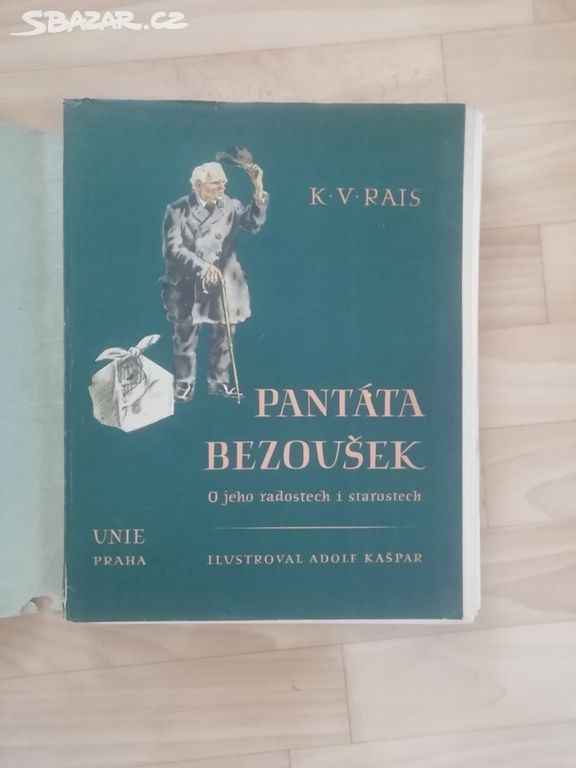 SBAZAR.CZ
K·V·RAIS
PANTÁTA
BEZOUŠEK
O jeho radostech i starostech
UNIE
PRAHA
ILUSTROVAL ADOLF KAŠPAR